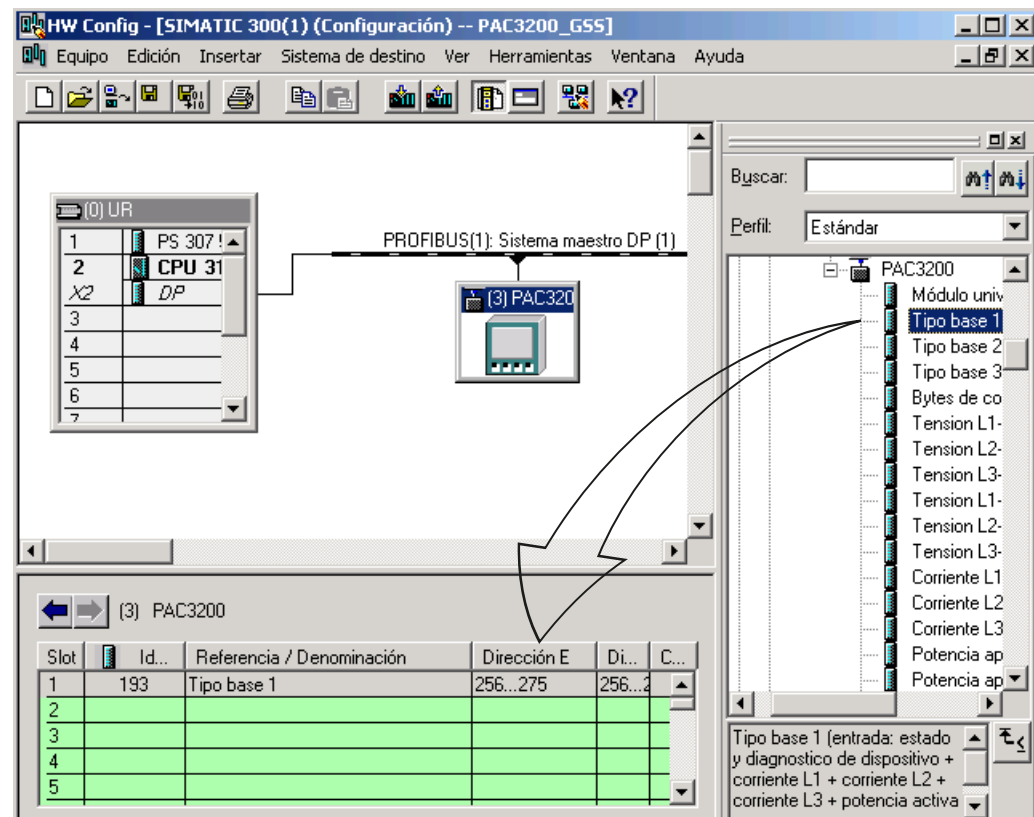 HW Config - [SIMATIC 300(1) (Configuración) -- PAC3200_GSS]
Equipo Edición Insertar Sistema de destino Ver Herramientas Ventana Ayuda
(0) UR
1 PS 307
2 CPU 31
X2 DP
3
4
5
6
7
PROFIBUS(1): Sistema maestro DP (1)
(3) PAC320
Buscar:
Perfil: Estándar
PAC3200
Módulo univ
Tipo base 1
Tipo base 2
Tipo base 3
Bytes de co
Tension L1-
Tension L2-
Tension L3-
Tension L1-
Tension L2-
Tension L3-
Corriente L1
Corriente L2
Corriente L3
Potencia ap
Potencia ap
Tipo base 1 (entrada: estado
y diagnostico de dispositivo +
corriente L1 + corriente L2 +
corriente L3 + potencia activa
(3) PAC3200
Slot Id... Referencia / Denominación Dirección E Di... C...
1 193 Tipo base 1 256...275 256...2
2
3
4
5